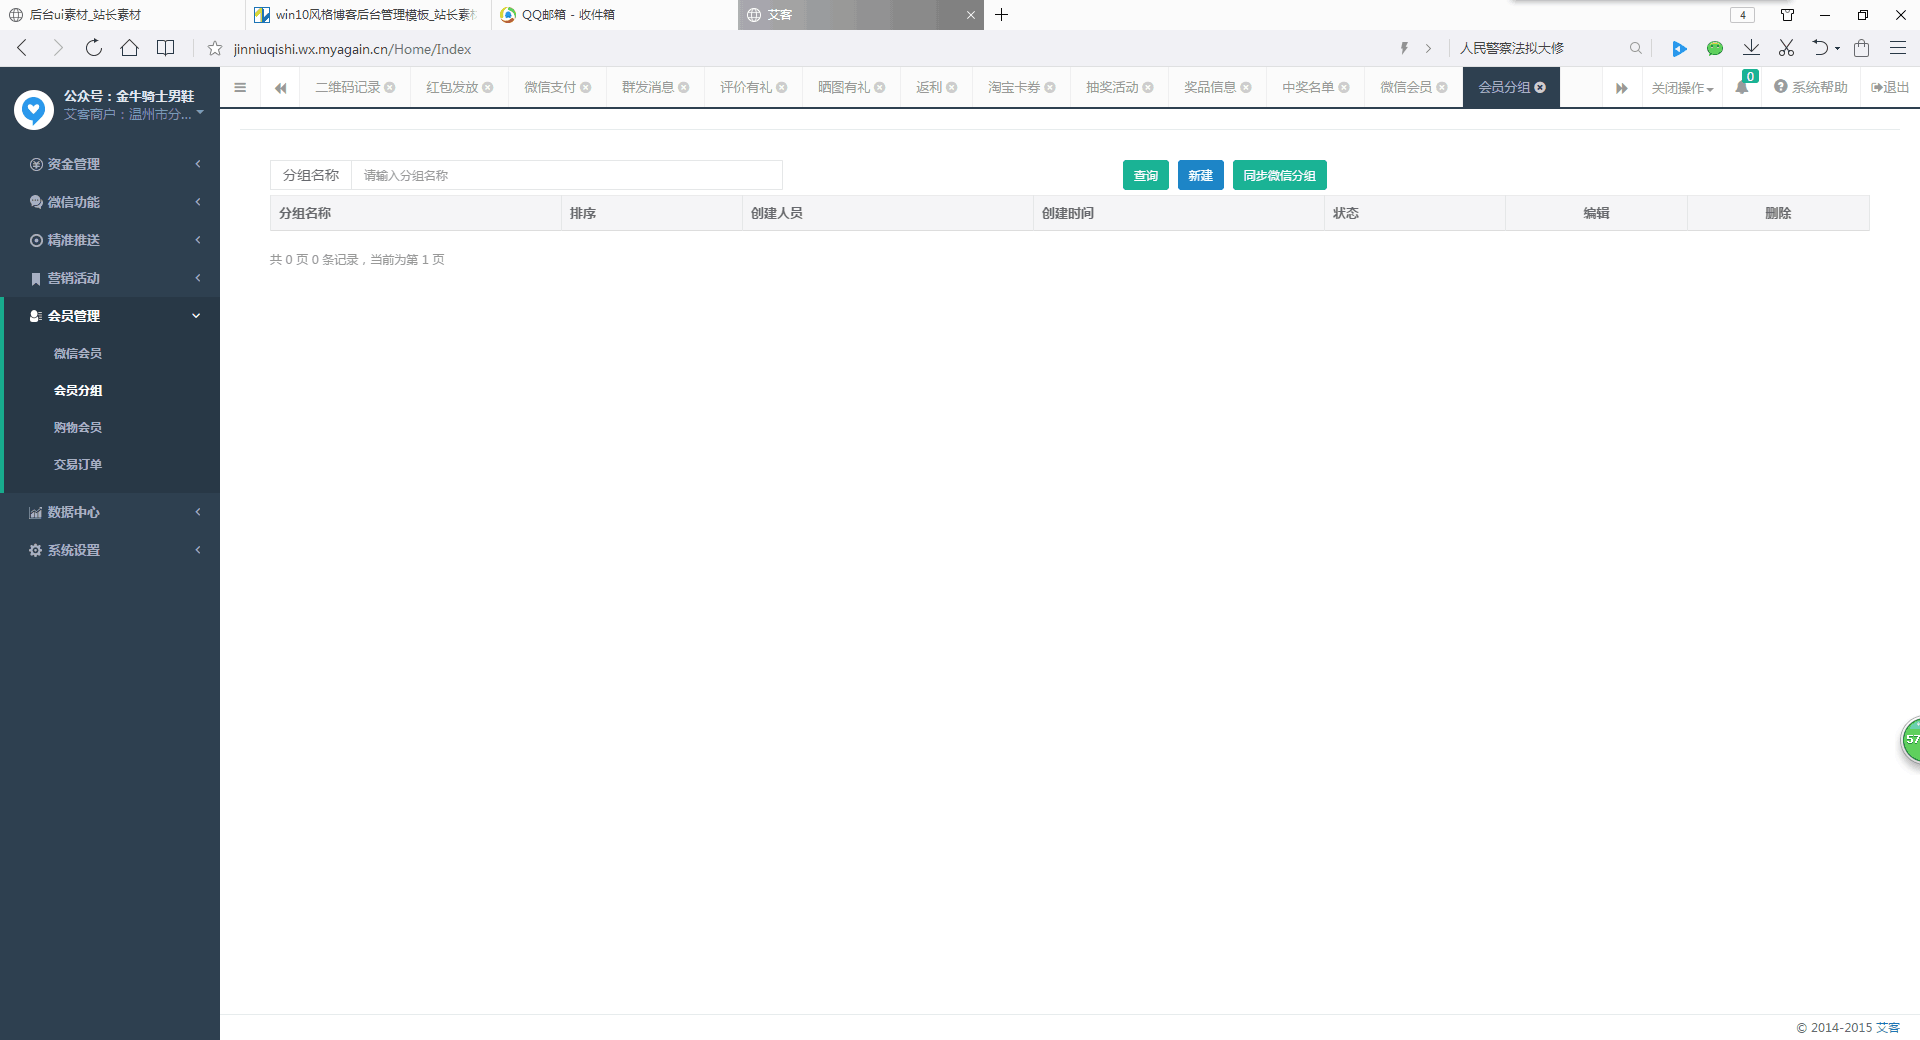 后台ui素材_站长素材
win10风格博客后台管理模板_站长素
QQ邮箱 - 收件箱
艾客
4
jinniuqishi.wx.myagain.cn/Home/Index
人民警察法拟大修
公众号：金牛骑士男鞋
艾客商户：温州市分...
二维码记录
红包发放
微信支付
群发消息
评价有礼
晒图有礼
返利
淘宝卡券
抽奖活动
奖品信息
中奖名单
微信会员
会员分组
关闭操作
0
系统帮助
退出
资金管理
微信功能
精准推送
营销活动
会员管理
微信会员
会员分组
购物会员
交易订单
数据中心
系统设置
分组名称
请输入分组名称
查询
新建
同步微信分组
分组名称
排序
创建人员
创建时间
状态
编辑
删除
共 0 页 0 条记录，当前为第 1 页
57
© 2014-2015 艾客